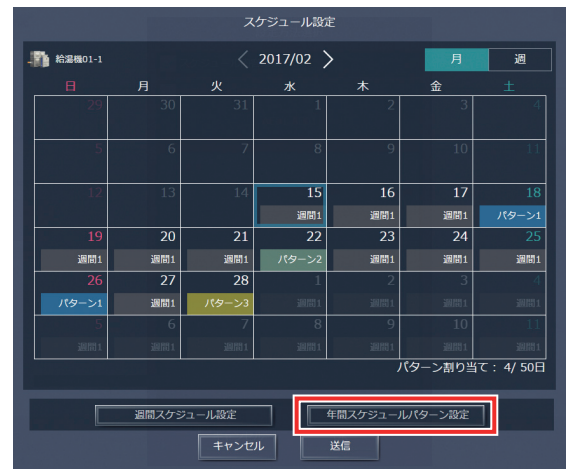 スケジュール設定
給湯機01-1
2017/02
月 週
日 月 火 水 木 金 土
29 30 31 1 2 3 4
5 6 7 8 9 10 11
12 13 14 15 16 17 18
週間1 週間1 週間1 パターン1
19 20 21 22 23 24 25
週間1 週間1 週間1 パターン2 週間1 週間1 週間1
26 27 28 1 2 3 4
パターン1 週間1 パターン3 週間1 週間1 週間1 週間1
5 6 7 8 9 10 11
週間1 週間1 週間1 週間1 週間1 週間1 週間1
パターン割り当て : 4/ 50日
週間スケジュール設定 年間スケジュールパターン設定
キャンセル 送信